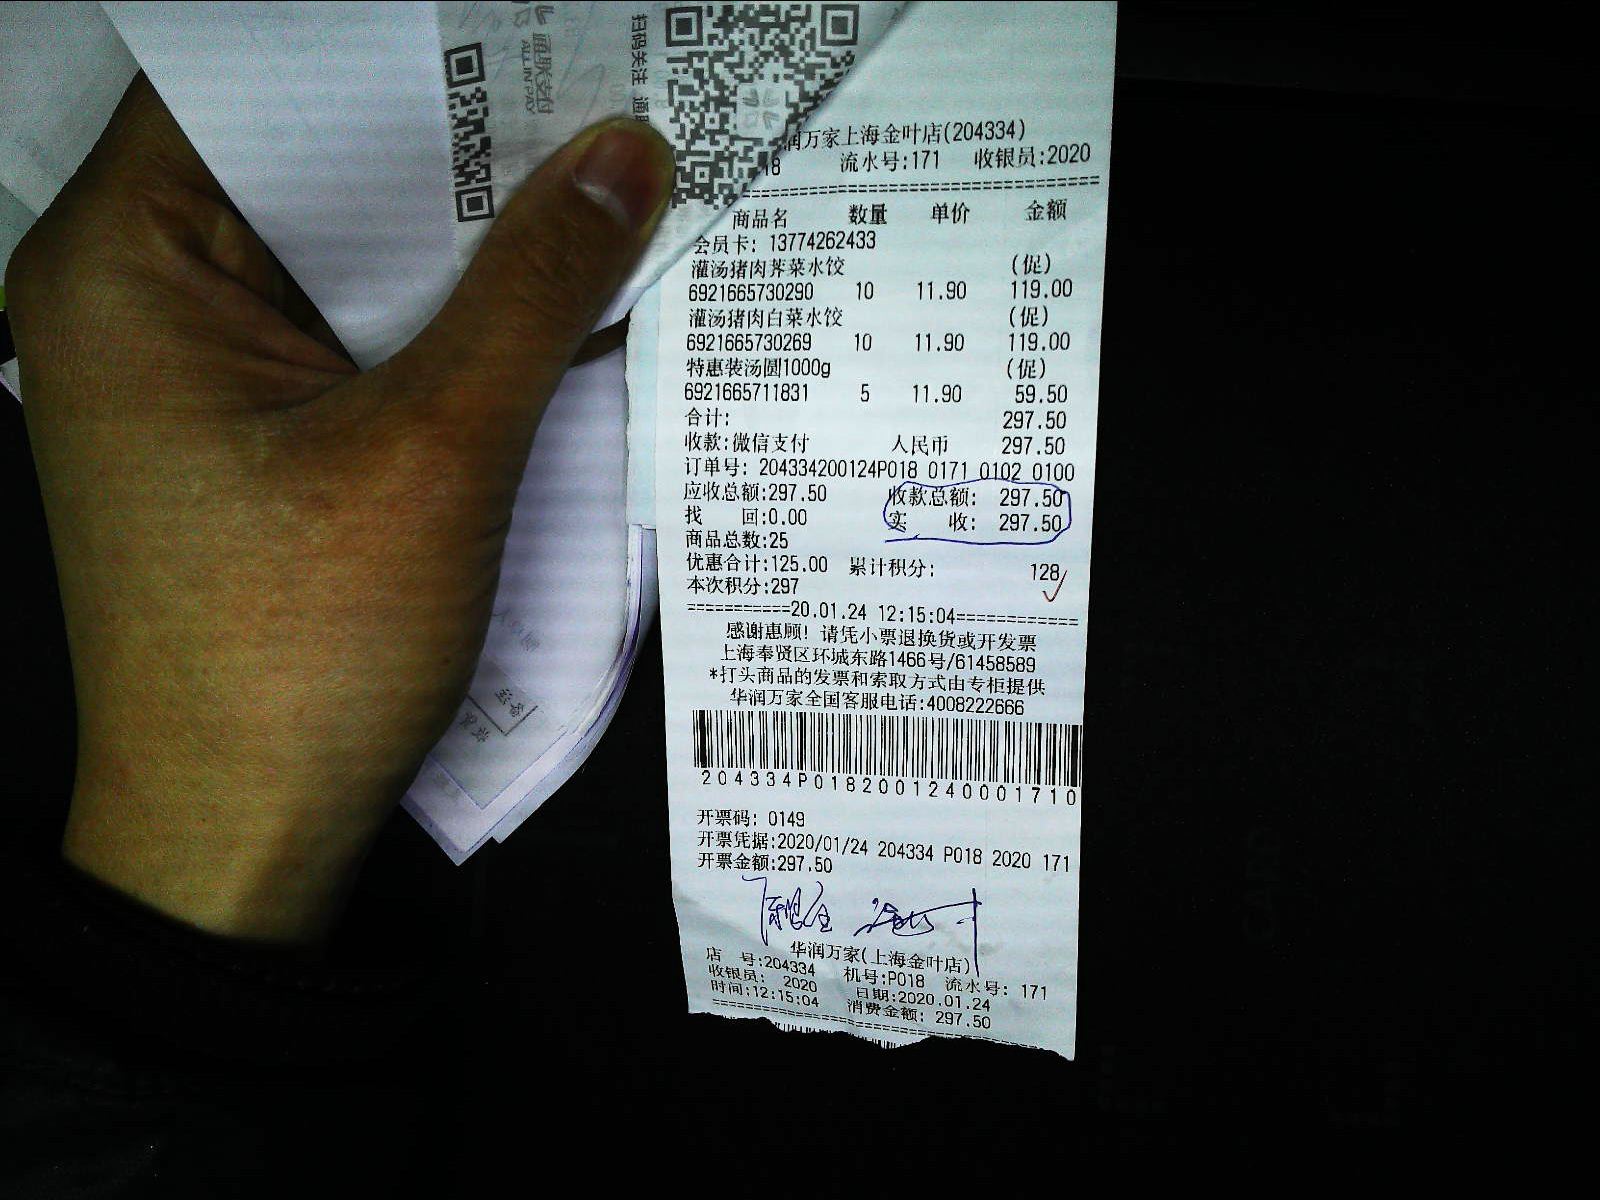 通联支付
ALLINPAY
扫码关注 通
润万家上海金叶店(204334)
18 流水号:171 收银员:2020
商品名 数量 单价 金额
会员卡: 13774262433
灌汤猪肉荠菜水饺 (促)
6921665730290 10 11.90 119.00
灌汤猪肉白菜水饺 (促)
6921665730269 10 11.90 119.00
特惠装汤圆1000g (促)
6921665711831 5 11.90 59.50
合计: 297.50
收款:微信支付 人民币 297.50
订单号: 204334200124P018 0171 0102 0100
应收总额:297.50 收款总额: 297.50
找 回:0.00 实 收: 297.50
商品总数:25
优惠合计:125.00 累计积分: 128
本次积分:297
===========20.01.24 12:15:04============
感谢惠顾! 请凭小票退换货或开发票
上海奉贤区环城东路1466号/61458589
*打头商品的发票和索取方式由专柜提供
华润万家全国客服电话:4008222666
204334P0182001240001710
开票码: 0149
开票凭据:2020/01/24 204334 P018 2020 171
开票金额:297.50
华润万家(上海金叶店)
店 号:204334 机号:P018 流水号: 171
收银员: 2020 日期:2020.01.24
时间:12:15:04 消费金额: 297.50